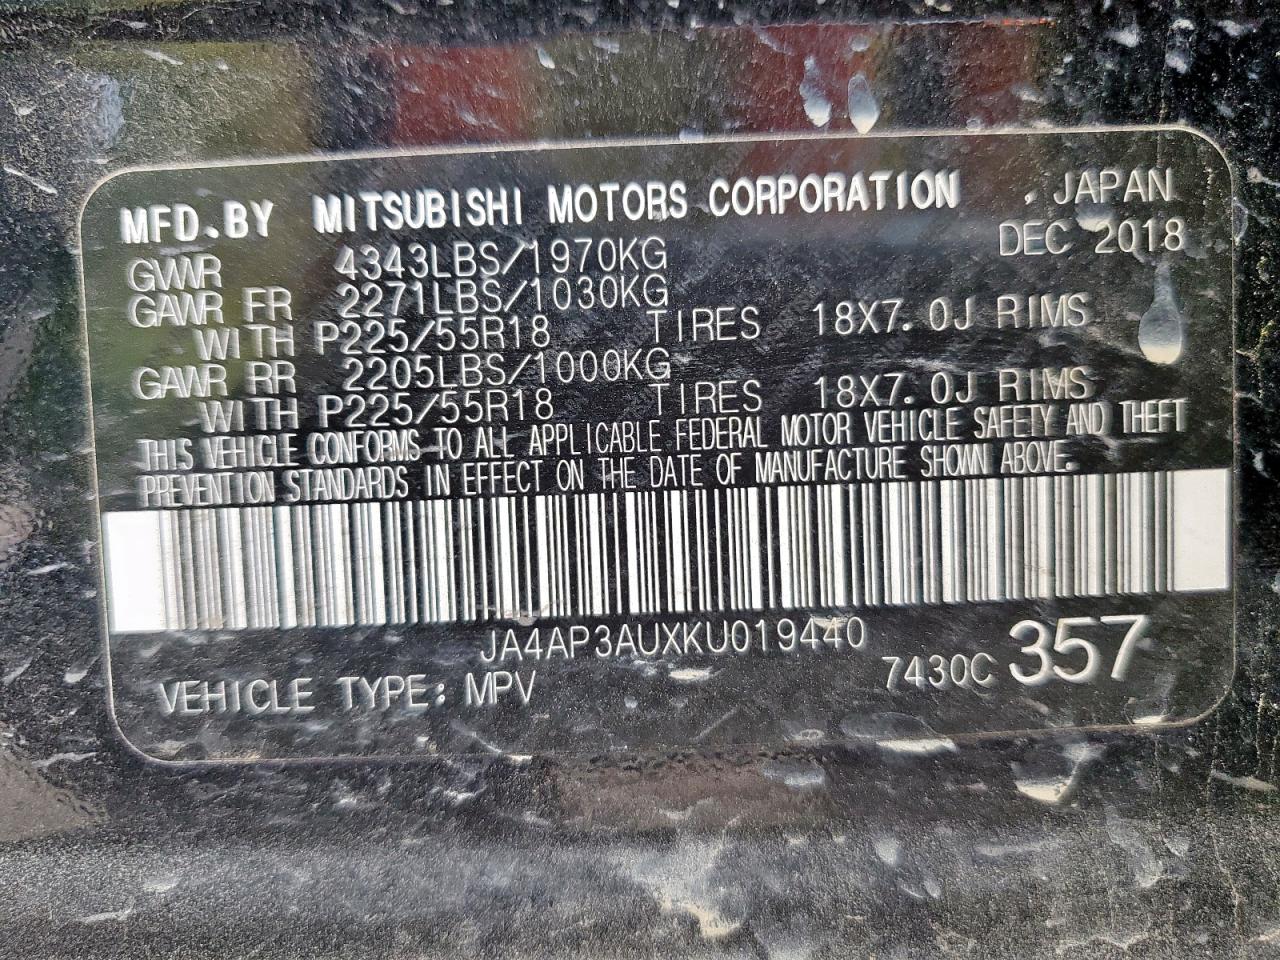 MFD.BY MITSUBISHI MOTORS CORPORATION , JAPAN
DEC 2018
GVWR 4343LBS/1970KG
GAWR FR 2271LBS/1030KG
WITH P225/55R18 TIRES 18X7.0J RIMS
GAWR RR 2205LBS/1000KG
WITH P225/55R18 TIRES 18X7.0J RIMS
THIS VEHICLE CONFORMS TO ALL APPLICABLE FEDERAL MOTOR VEHICLE SAFETY AND THEFT
PREVENTION STANDARDS IN EFFECT ON THE DATE OF MANUFACTURE SHOWN ABOVE.
JA4AP3AUXKU019440
VEHICLE TYPE: MPV 7430C 357